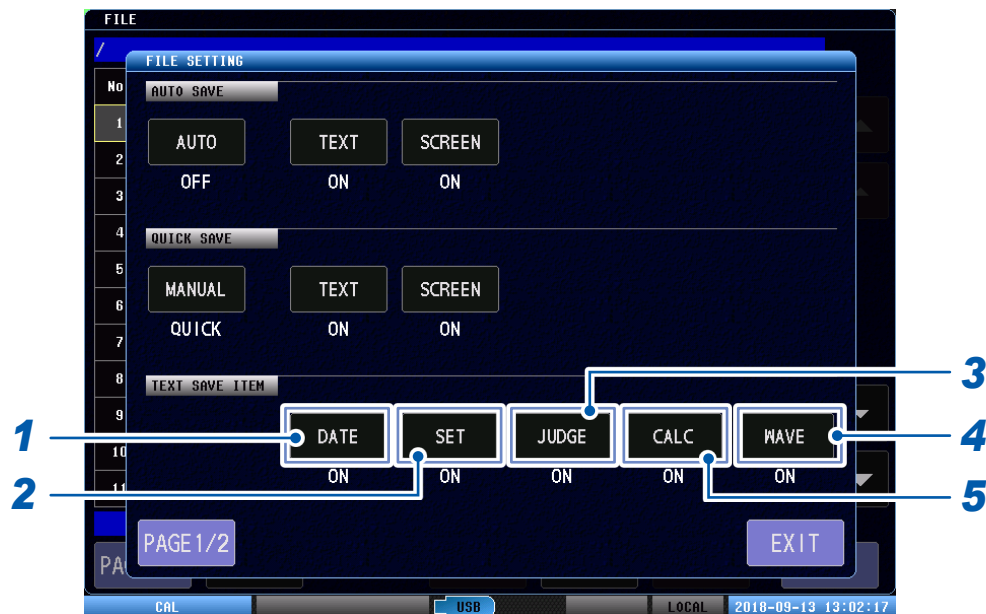 FILE
/
FILE SETTING
No
AUTO SAVE
1
AUTO TEXT SCREEN
2
OFF ON ON
3
4
QUICK SAVE
5
MANUAL TEXT SCREEN
6
QUICK ON ON
7
8
TEXT SAVE ITEM
3
9
1 DATE SET JUDGE CALC WAVE 4
10
ON ON ON ON ON
11
2 5
PAGE1/2 EXIT
PA
CAL USB LOCAL 2018-09-13 13:02:17